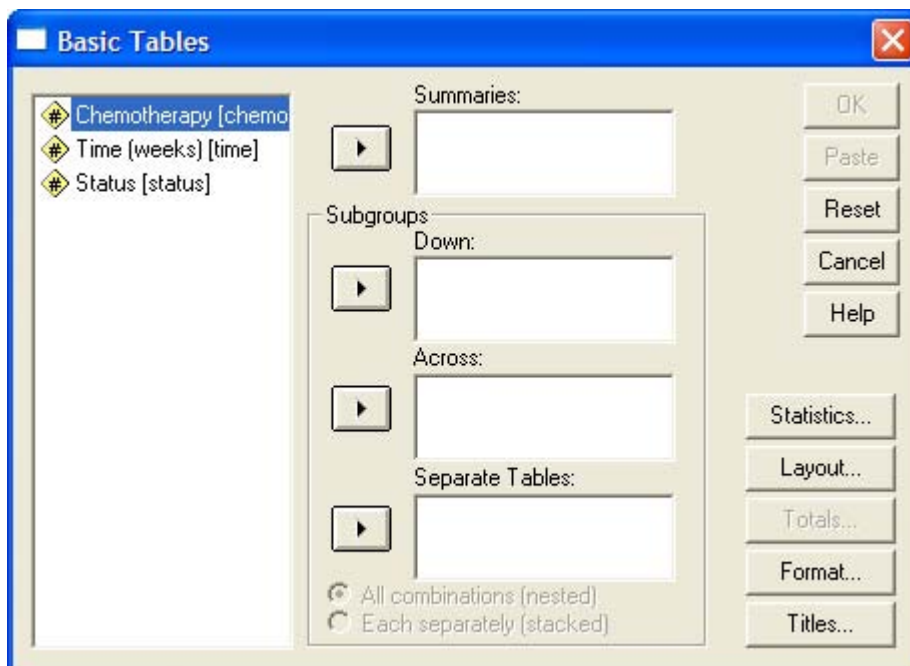 Basic Tables
Chemotherapy [chemo
Time (weeks) [time]
Status [status]
Summaries:
Subgroups
Down:
Across:
Separate Tables:
All combinations (nested)
Each separately (stacked)
OK
Paste
Reset
Cancel
Help
Statistics...
Layout...
Totals...
Format...
Titles...